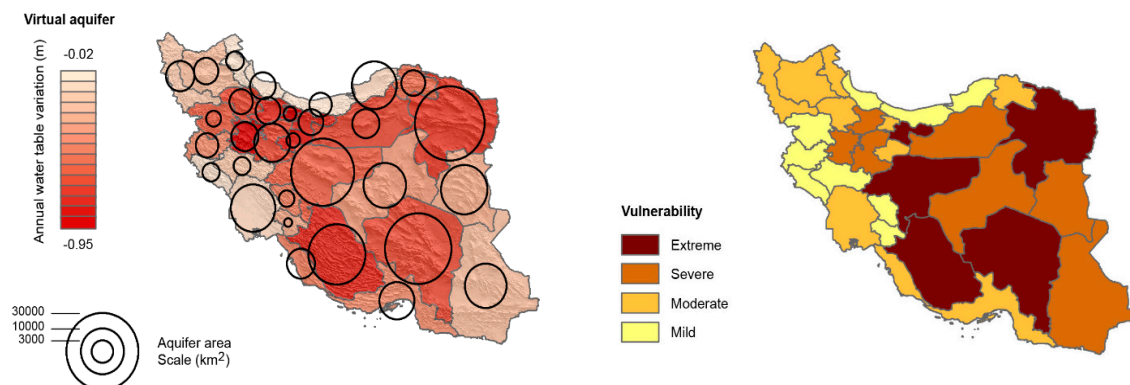 Virtual aquifer
Annual water table variation (m)
-0.02
-0.95
30000
10000
3000
Aquifer area
Scale (km²)
Vulnerability
Extreme
Severe
Moderate
Mild